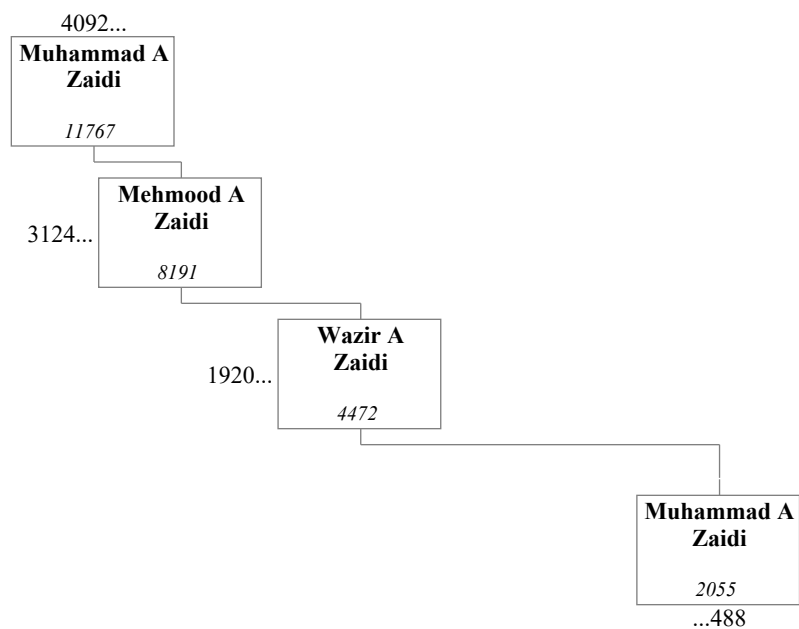 4092...
Muhammad A
Zaidi
11767
Mehmood A
Zaidi
3124...
8191
Wazir A
Zaidi
1920...
4472
Muhammad A
Zaidi
2055
...488